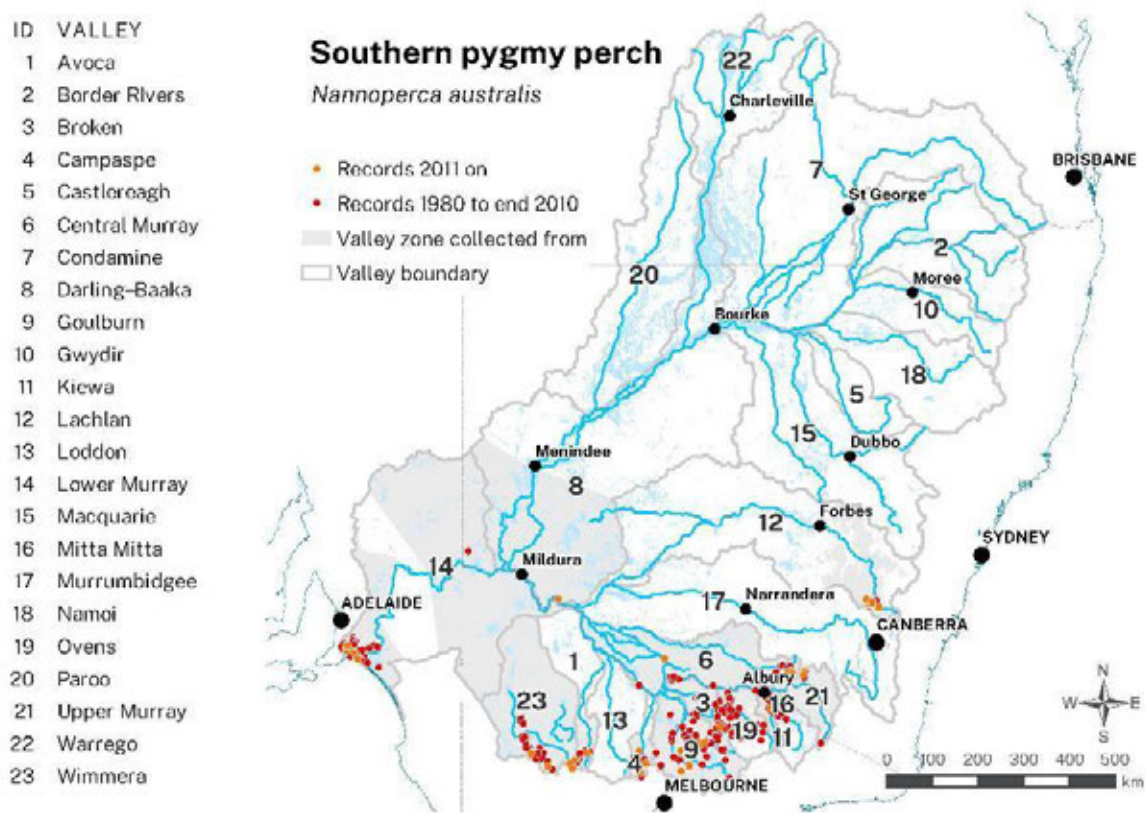 ID VALLEY
1 Avoca
2 Border RIvers
3 Broken
4 Campaspe
5 Castlereagh
6 Central Murray
7 Condamine
8 Darling–Baaka
9 Goulburn
10 Gwydir
11 Kiewa
12 Lachlan
13 Loddon
14 Lower Murray
15 Macquarie
16 Mitta Mitta
17 Murrumbidgee
18 Namoi
19 Ovens
20 Paroo
21 Upper Murray
22 Warrego
23 Wimmera
Southern pygmy perch
Nannoperca australis
Records 2011 on
Records 1980 to end 2010
Valley zone collected from
Valley boundary
22
Charleville
BRISBANE
7
St George
2
20
Moree
10
Bourke
18
5
15
Dubbo
Menindee
8
12
Forbes
SYDNEY
14
Mildura
17
Narrandera
ADELAIDE
CANBERRA
1
6
Albury
23
3
16
21
13
19
11
9
4
MELBOURNE
N
W
E
S
0 100 200 300 400 500
km